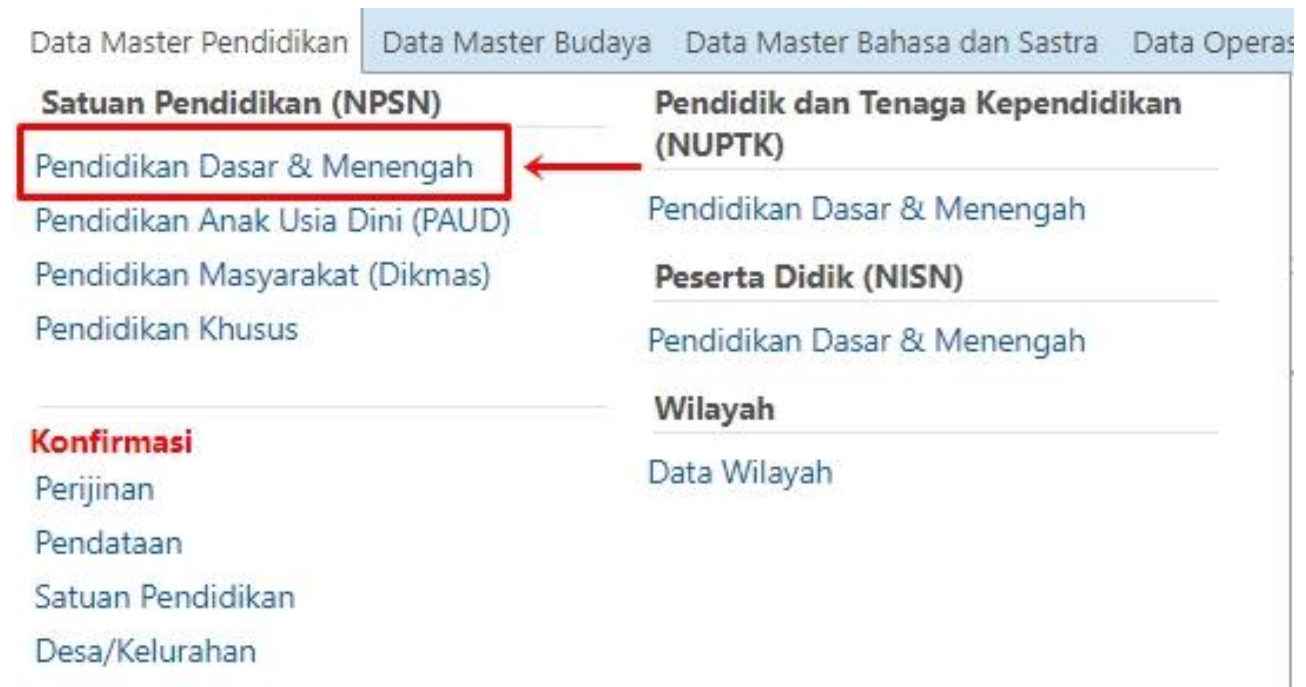 Data Master Pendidikan Data Master Budaya Data Master Bahasa dan Sastra Data Operas
Satuan Pendidikan (NPSN)
Pendidikan Dasar & Menengah
Pendidikan Anak Usia Dini (PAUD)
Pendidikan Masyarakat (Dikmas)
Pendidikan Khusus
Konfirmasi
Perijinan
Pendataan
Satuan Pendidikan
Desa/Kelurahan
Pendidik dan Tenaga Kependidikan
(NUPTK)
Pendidikan Dasar & Menengah
Peserta Didik (NISN)
Pendidikan Dasar & Menengah
Wilayah
Data Wilayah